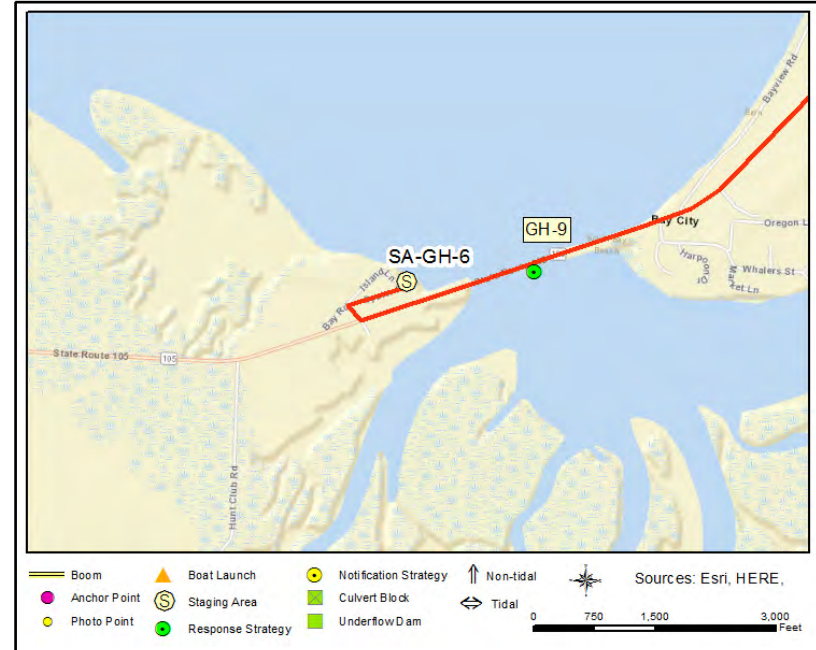 Bayview Rd
Bay City
Oregon L
GH-9
105
Harpoon Dr
Whalers St
Market Ln
SA-GH-6
Island Ln
Bay Rd
State Route 105
105
Hunt Club Rd
Boom
Boat Launch
Notification Strategy
Non-tidal
Sources: Esri, HERE,
Anchor Point
Staging Area
S
Culvert Block
Tidal
Photo Point
Response Strategy
Underflow Dam
0 750 1,500 3,000
Feet